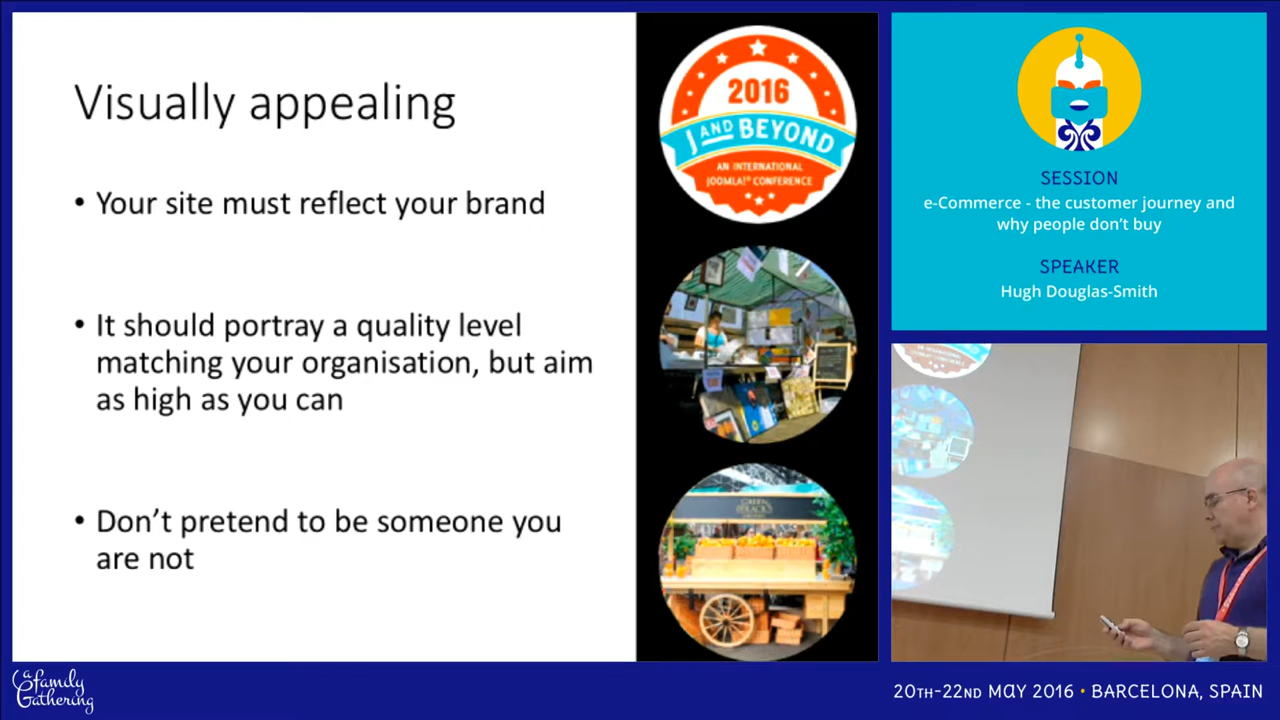 Visually appealing
• Your site must reflect your brand
• It should portray a quality level
matching your organisation, but aim
as high as you can
• Don't pretend to be someone you
are not
2016
J AND BEYOND
AN INTERNATIONAL
JOOMLA!® CONFERENCE
GREEN
&BLACK'S
SESSION
e-Commerce - the customer journey and
why people don't buy
SPEAKER
Hugh Douglas-Smith
a
family
Gathering
20TH-22ND MAY 2016 • BARCELONA, SPAIN